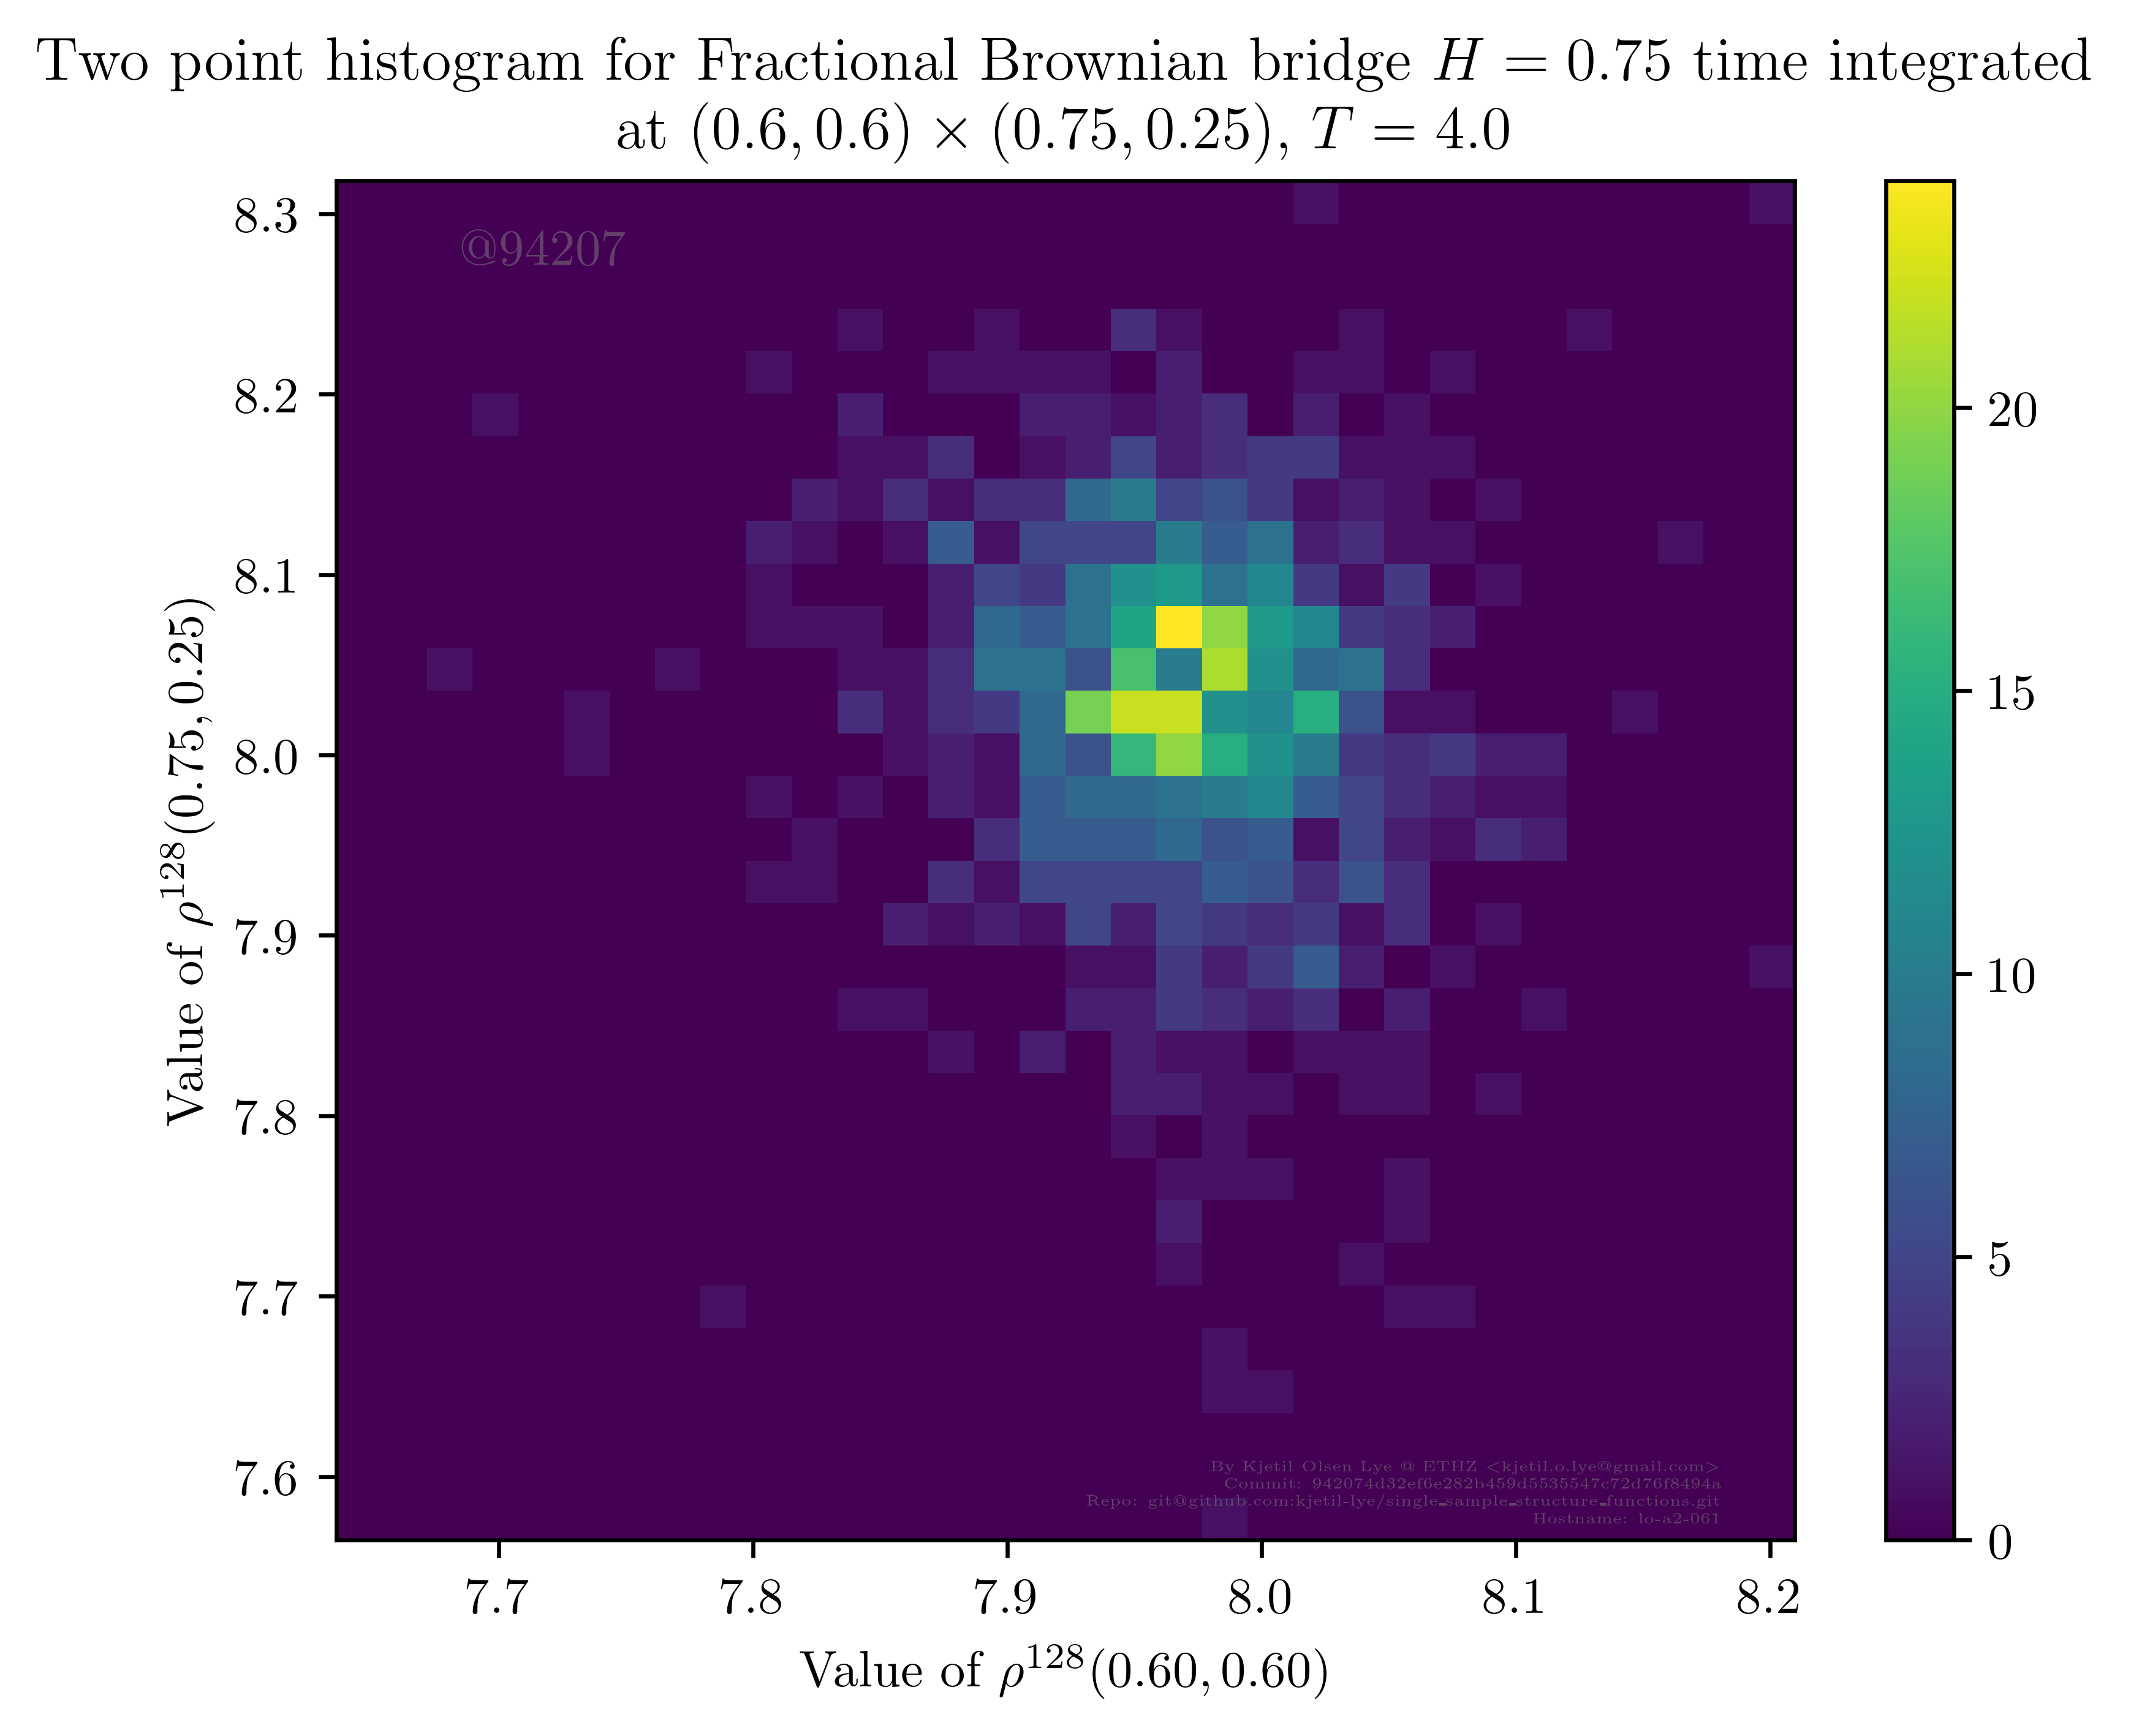 Two point histogram for Fractional Brownian bridge H = 0.75 time integrated
at (0.6, 0.6) × (0.75, 0.25), T = 4.0
@94207
8.3
8.2
8.1
8.0
7.9
7.8
7.7
7.6
Value of ρ^128(0.75, 0.25)
7.7 7.8 7.9 8.0 8.1 8.2
Value of ρ^128(0.60, 0.60)
20
15
10
5
0
By Kjetil Olsen Lye @ ETHZ <kjetil.o.lye@gmail.com>
Commit: 942074d32ef6e282b459d5535547c72d76f8494a
Repo: git@github.com:kjetil-lye/single_sample_structure_functions.git
Hostname: lo-a2-061